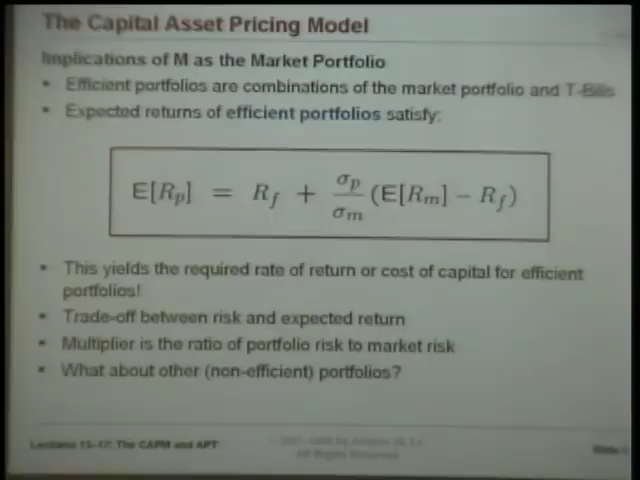 The Capital Asset Pricing Model
Implications of M as the Market Portfolio
• Efficient portfolios are combinations of the market portfolio and T-Bills
• Expected returns of efficient portfolios satisfy:
E[Rp] = Rf + σp/σm (E[Rm] − Rf)
• This yields the required rate of return or cost of capital for efficient
portfolios!
• Trade-off between risk and expected return
• Multiplier is the ratio of portfolio risk to market risk
• What about other (non-efficient) portfolios?
Lectures 15–17: The CAPM and APT
All Rights Reserved
Slide